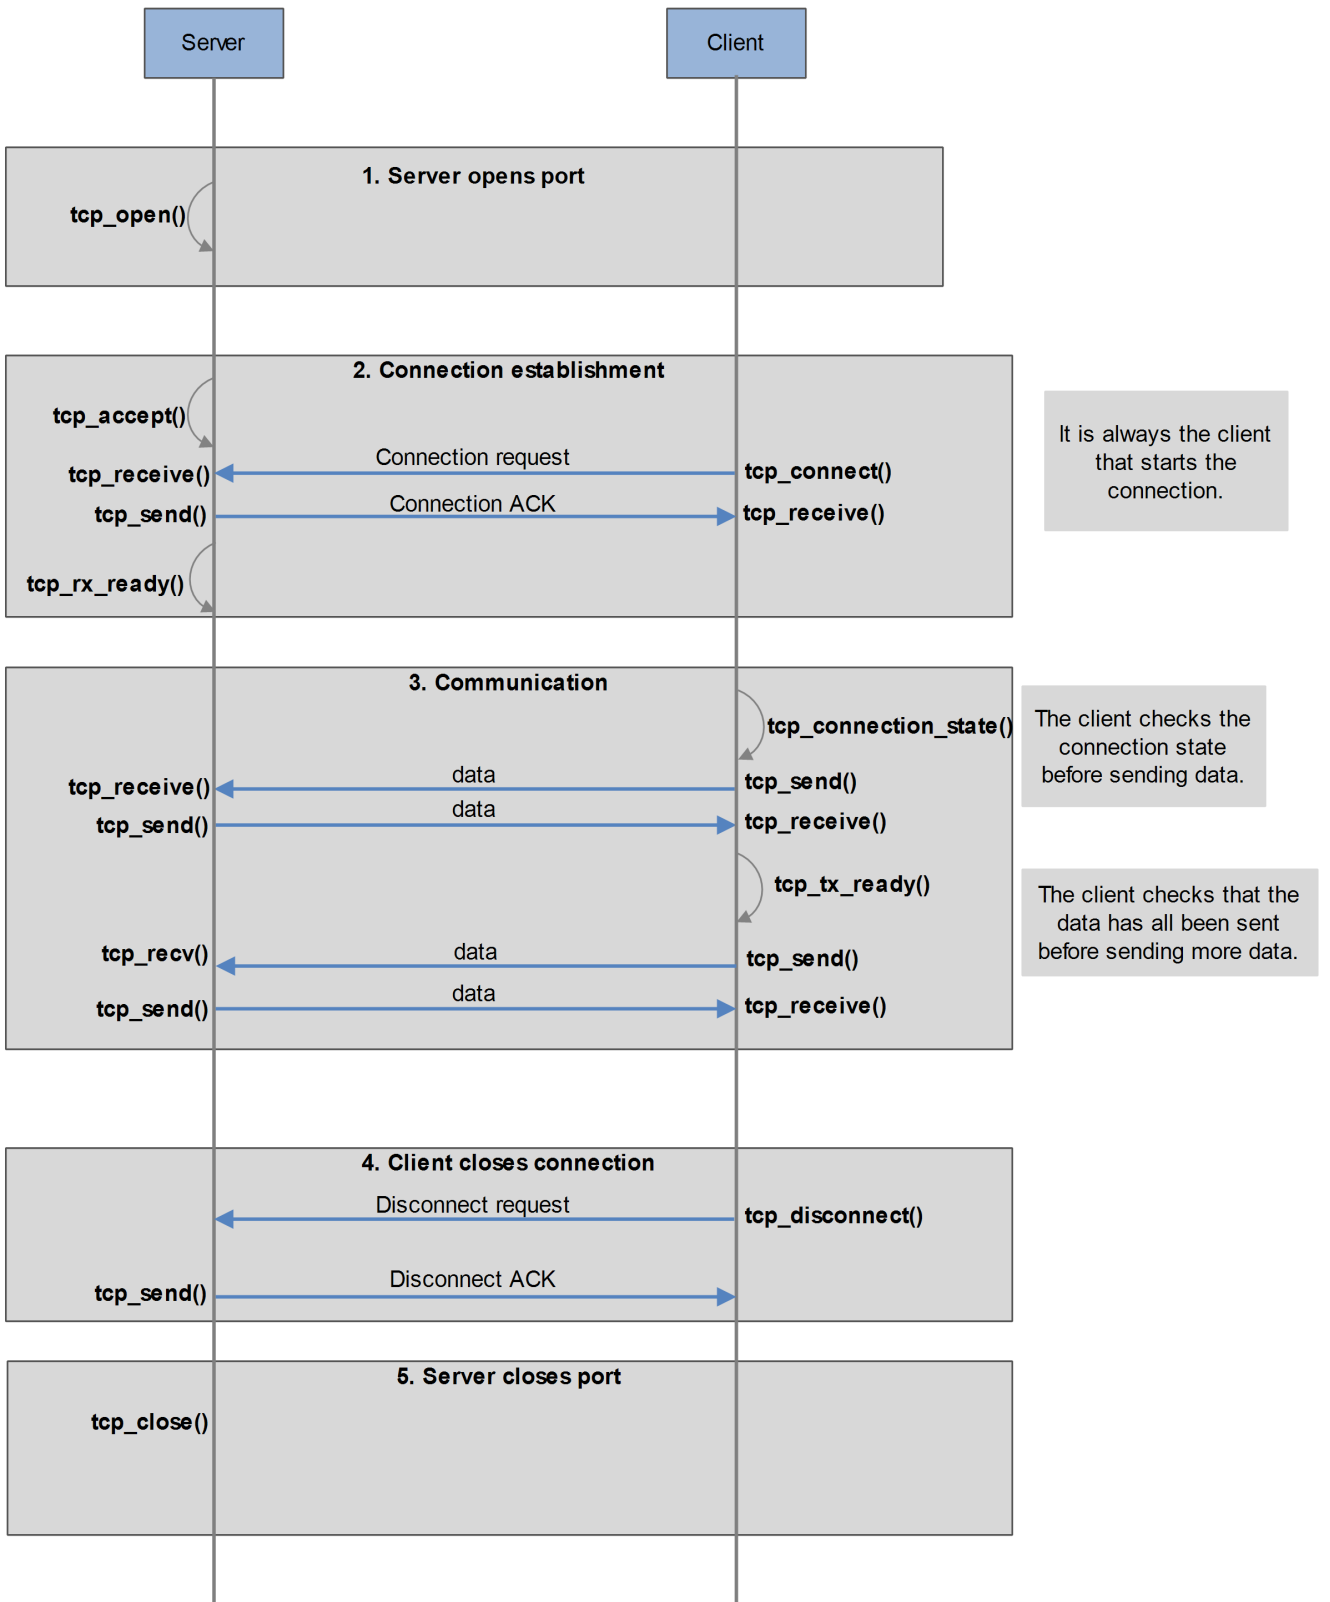 Server
Client
1. Server opens port
tcp_open()
2. Connection establishment
tcp_accept()
Connection request
tcp_receive()
tcp_connect()
Connection ACK
tcp_send()
tcp_receive()
tcp_rx_ready()
It is always the client
that starts the
connection.
3. Communication
tcp_connection_state()
The client checks the
connection state
before sending data.
data
tcp_receive()
tcp_send()
data
tcp_send()
tcp_receive()
tcp_tx_ready()
The client checks that the
data has all been sent
before sending more data.
data
tcp_recv()
tcp_send()
data
tcp_send()
tcp_receive()
4. Client closes connection
Disconnect request
tcp_disconnect()
Disconnect ACK
tcp_send()
5. Server closes port
tcp_close()